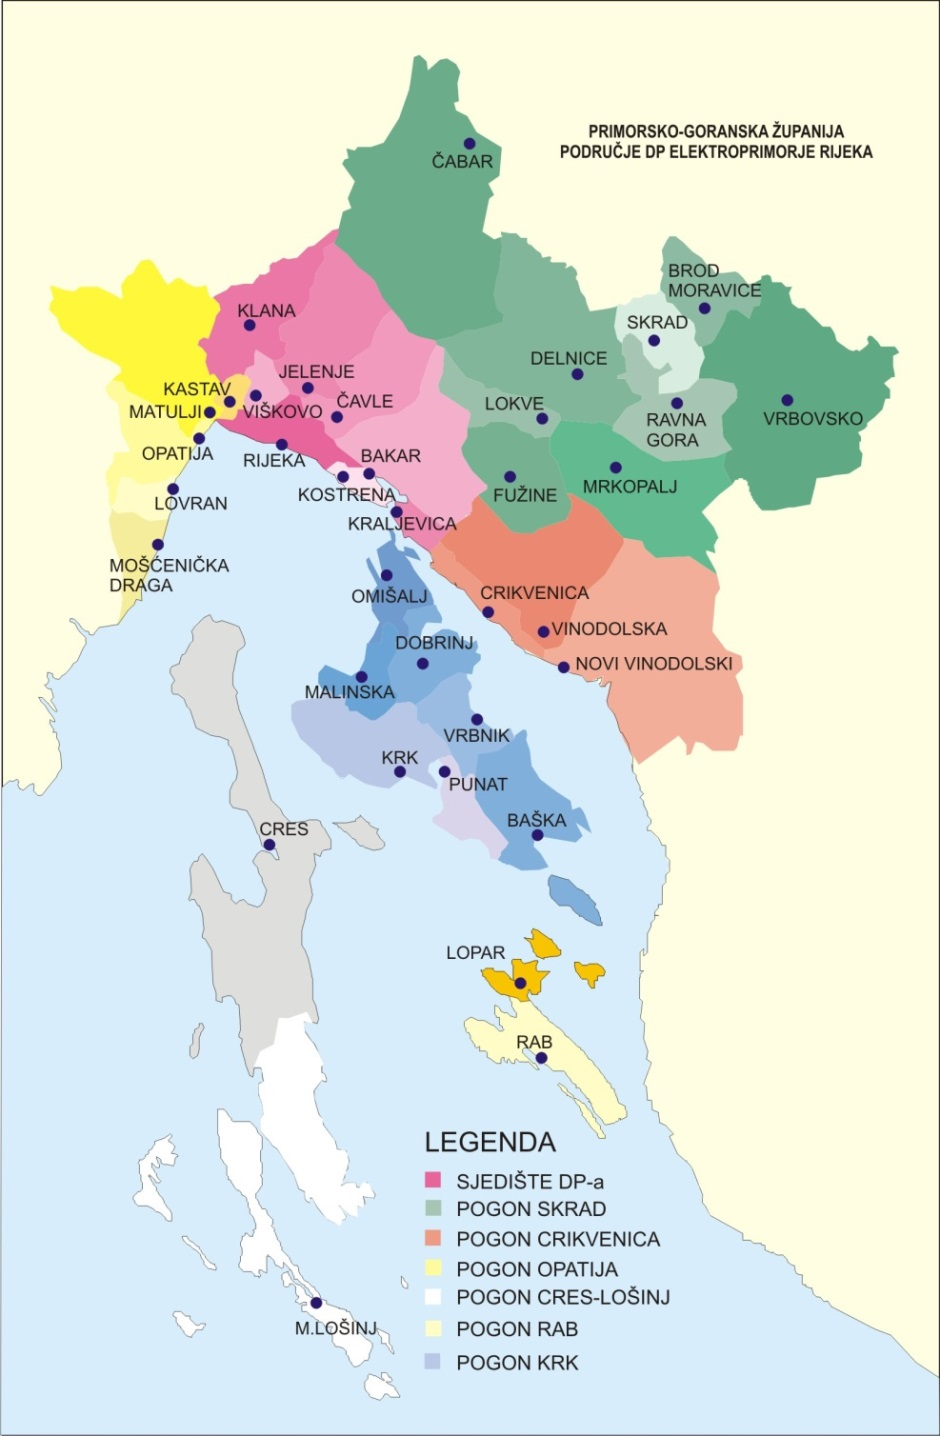 PRIMORSKO-GORANSKA ŽUPANIJA
PODRUČJE DP ELEKTROPRIMORJE RIJEKA
ČABAR
BROD
MORAVICE
KLANA
SKRAD
DELNICE
JELENJE
KASTAV
ČAVLE
LOKVE
MATULJI
VIŠKOVO
RAVNA
GORA
VRBOVSKO
OPATIJA
RIJEKA
BAKAR
MRKOPALJ
KOSTRENA
FUŽINE
LOVRAN
KRALJEVICA
MOŠĆENIČKA
DRAGA
OMIŠALJ
CRIKVENICA
VINODOLSKA
DOBRINJ
NOVI VINODOLSKI
MALINSKA
VRBNIK
KRK
PUNAT
BAŠKA
CRES
LOPAR
RAB
LEGENDA
SJEDIŠTE DP-a
POGON SKRAD
POGON CRIKVENICA
POGON OPATIJA
POGON CRES-LOŠINJ
POGON RAB
POGON KRK
M.LOŠINJ